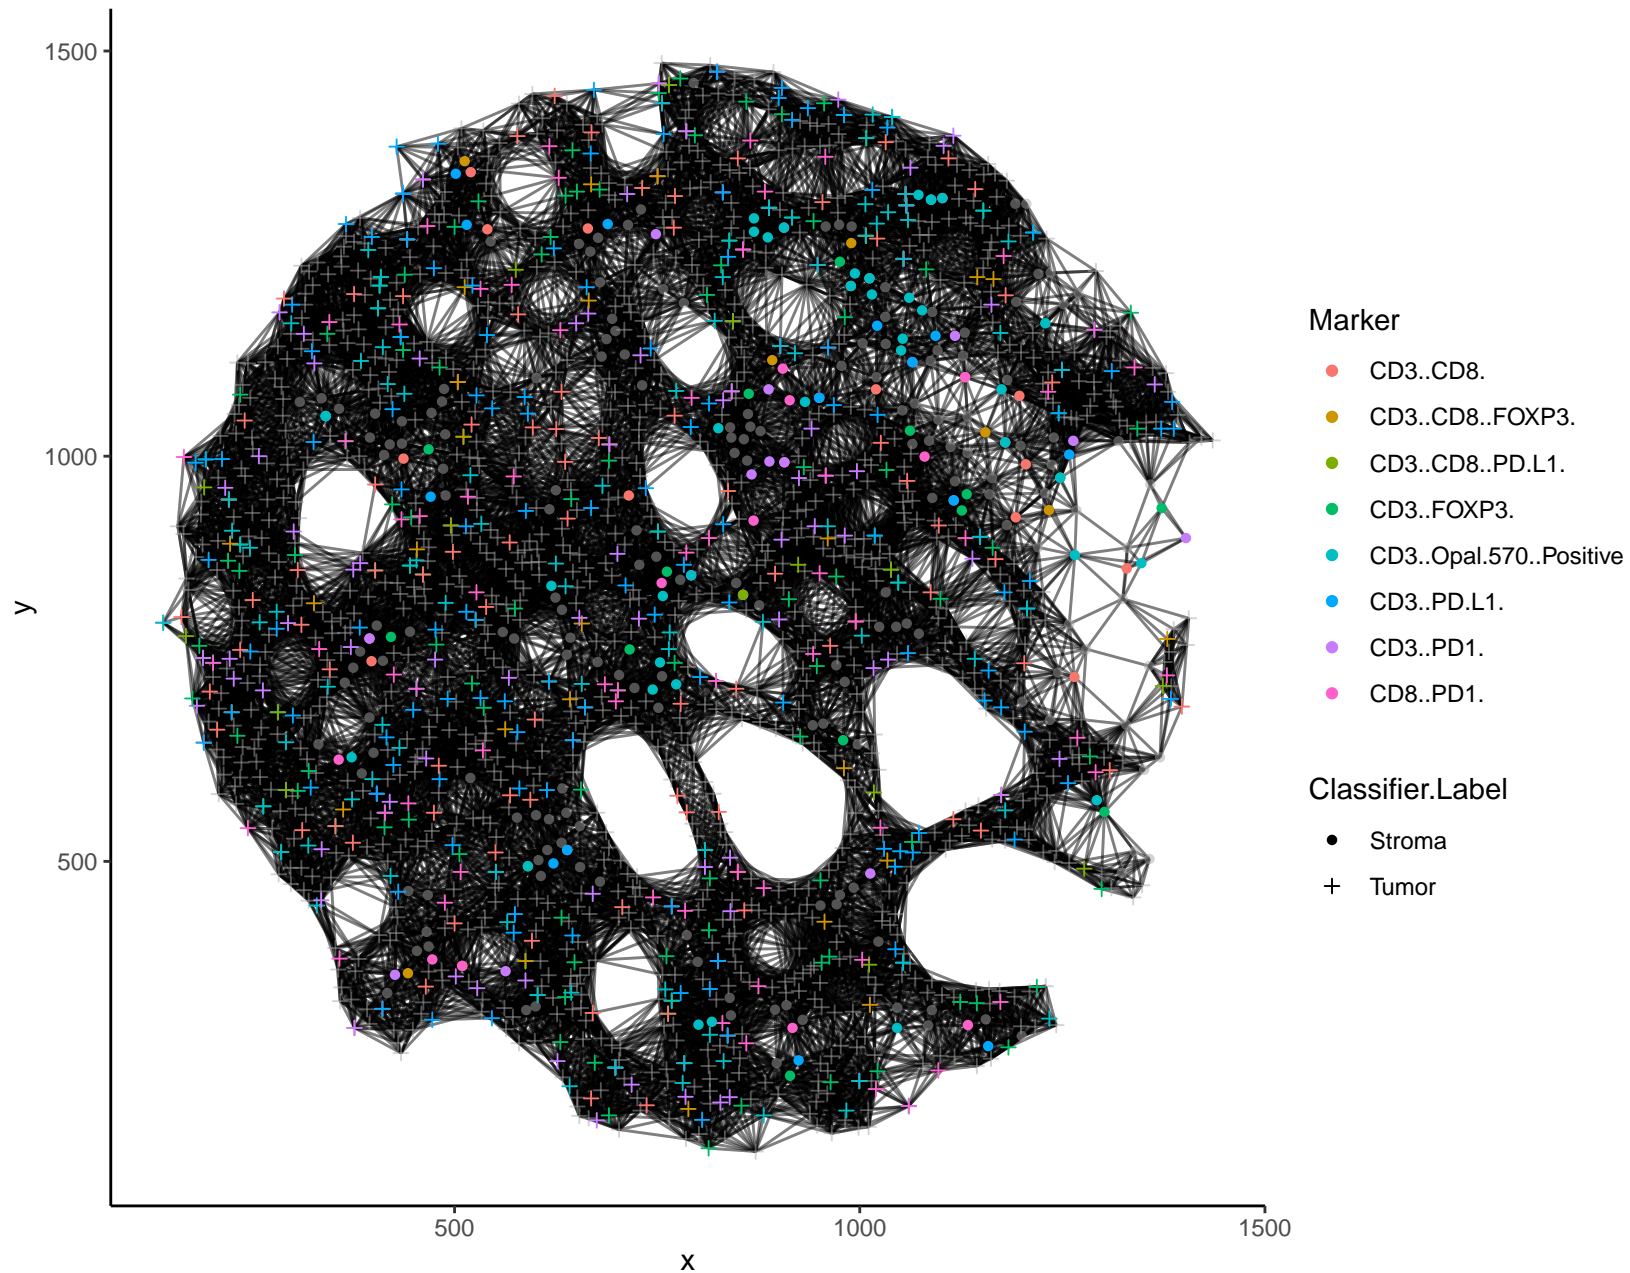 1500
1000
500
y
500
1000
1500
x
Marker
CD3..CD8.
CD3..CD8..FOXP3.
CD3..CD8..PD.L1.
CD3..FOXP3.
CD3..Opal.570..Positive
CD3..PD.L1.
CD3..PD1.
CD8..PD1.
Classifier.Label
Stroma
Tumor